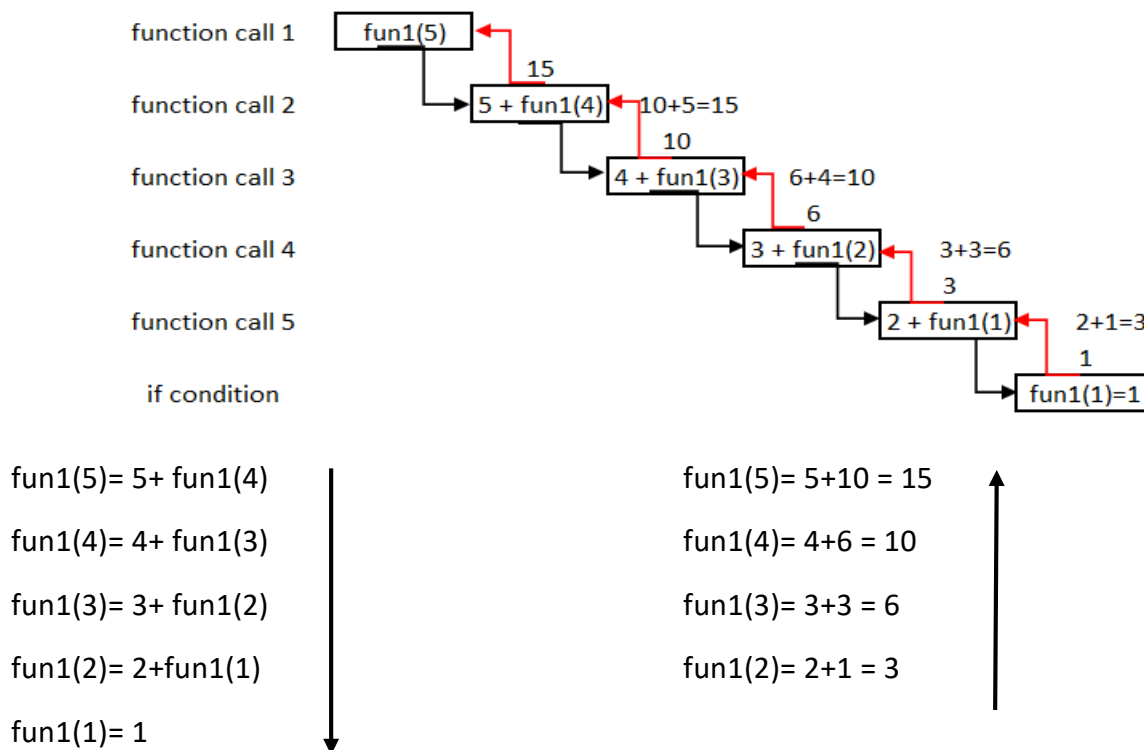 function call 1 fun1(5)
15
function call 2 5 + fun1(4) 10+5=15
10
function call 3 4 + fun1(3) 6+4=10
6
function call 4 3 + fun1(2) 3+3=6
3
function call 5 2 + fun1(1) 2+1=3
1
if condition fun1(1)=1
fun1(5)= 5+ fun1(4)
fun1(4)= 4+ fun1(3)
fun1(3)= 3+ fun1(2)
fun1(2)= 2+fun1(1)
fun1(1)= 1
fun1(5)= 5+10 = 15
fun1(4)= 4+6 = 10
fun1(3)= 3+3 = 6
fun1(2)= 2+1 = 3